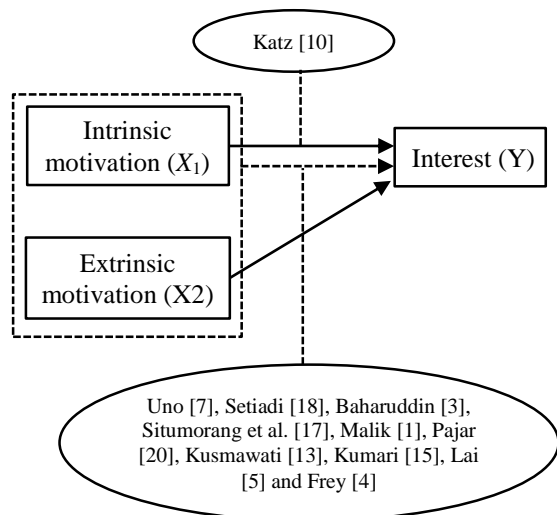 Katz [10]
Intrinsic
motivation (X₁)
Interest (Y)
Extrinsic
motivation (X2)
Uno [7], Setiadi [18], Baharuddin [3],
Situmorang et al. [17], Malik [1], Pajar
[20], Kusmawati [13], Kumari [15], Lai
[5] and Frey [4]